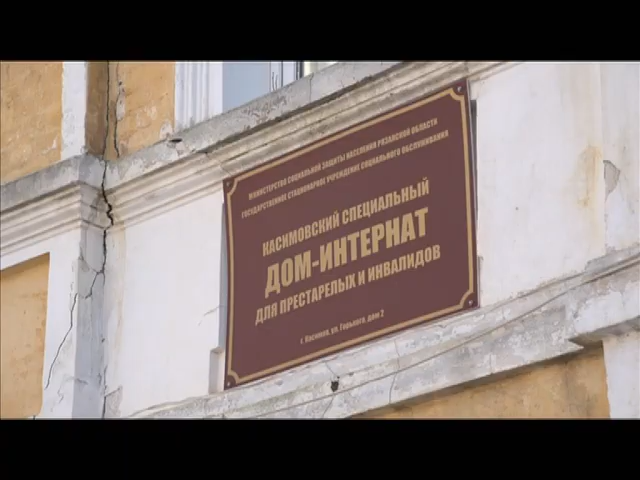 МИНИСТЕРСТВО СОЦИАЛЬНОЙ ЗАЩИТЫ НАСЕЛЕНИЯ РЯЗАНСКОЙ ОБЛАСТИ
ГОСУДАРСТВЕННОЕ СТАЦИОНАРНОЕ УЧРЕЖДЕНИЕ СОЦИАЛЬНОГО ОБСЛУЖИВАНИЯ
КАСИМОВСКИЙ СПЕЦИАЛЬНЫЙ
ДОМ-ИНТЕРНАТ
ДЛЯ ПРЕСТАРЕЛЫХ И ИНВАЛИДОВ
г. Касимов, ул. Горького, дом 2